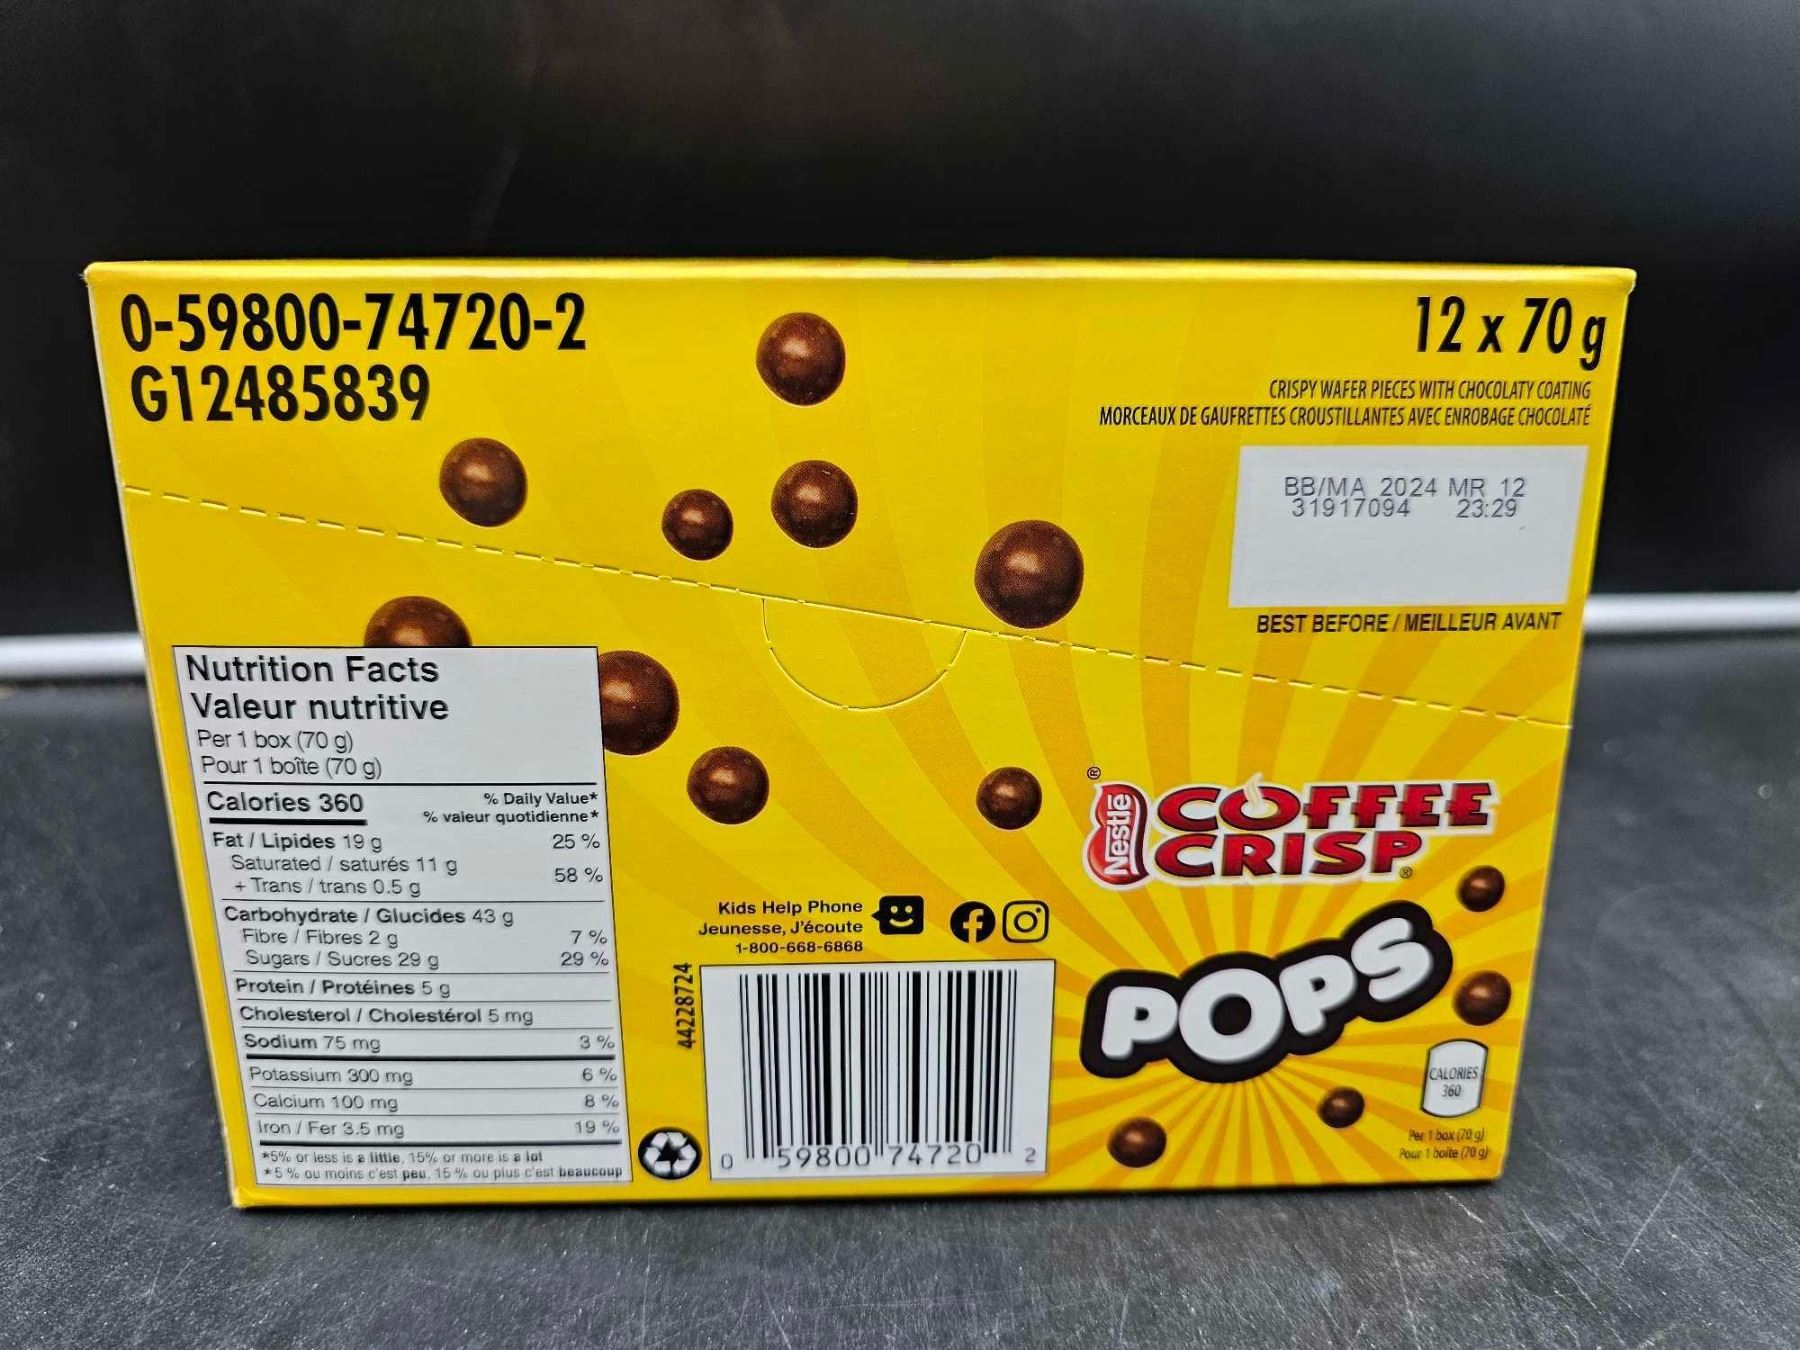 0-59800-74720-2
G12485839
12 x 70 g
CRISPY WAFER PIECES WITH CHOCOLATY COATING
MORCEAUX DE GAUFRETTES CROUSTILLANTES AVEC ENROBAGE CHOCOLATÉ
BB/MA 2024 MR 12
31917094 23:29
BEST BEFORE / MEILLEUR AVANT
Nutrition Facts
Valeur nutritive
Per 1 box (70 g)
Pour 1 boîte (70 g)
Calories 360
% Daily Value*
% valeur quotidienne*
Fat / Lipides 19 g 25 %
Saturated / saturés 11 g
+ Trans / trans 0.5 g 58 %
Carbohydrate / Glucides 43 g
Fibre / Fibres 2 g 7 %
Sugars / Sucres 29 g 29 %
Protein / Protéines 5 g
Cholesterol / Cholestérol 5 mg
Sodium 75 mg 3 %
Potassium 300 mg 6 %
Calcium 100 mg 8 %
Iron / Fer 3.5 mg 19 %
*5% or less is a little, 15% or more is a lot
*5 % ou moins c'est peu, 15 % ou plus c'est beaucoup
Kids Help Phone
Jeunesse, J'écoute
1-800-668-6868
44228724
0 59800 74720 2
®
Nestlé
COFFEE
CRISP®
POPS
CALORIES
360
Per 1 box (70 g)
Pour 1 boîte (70 g)